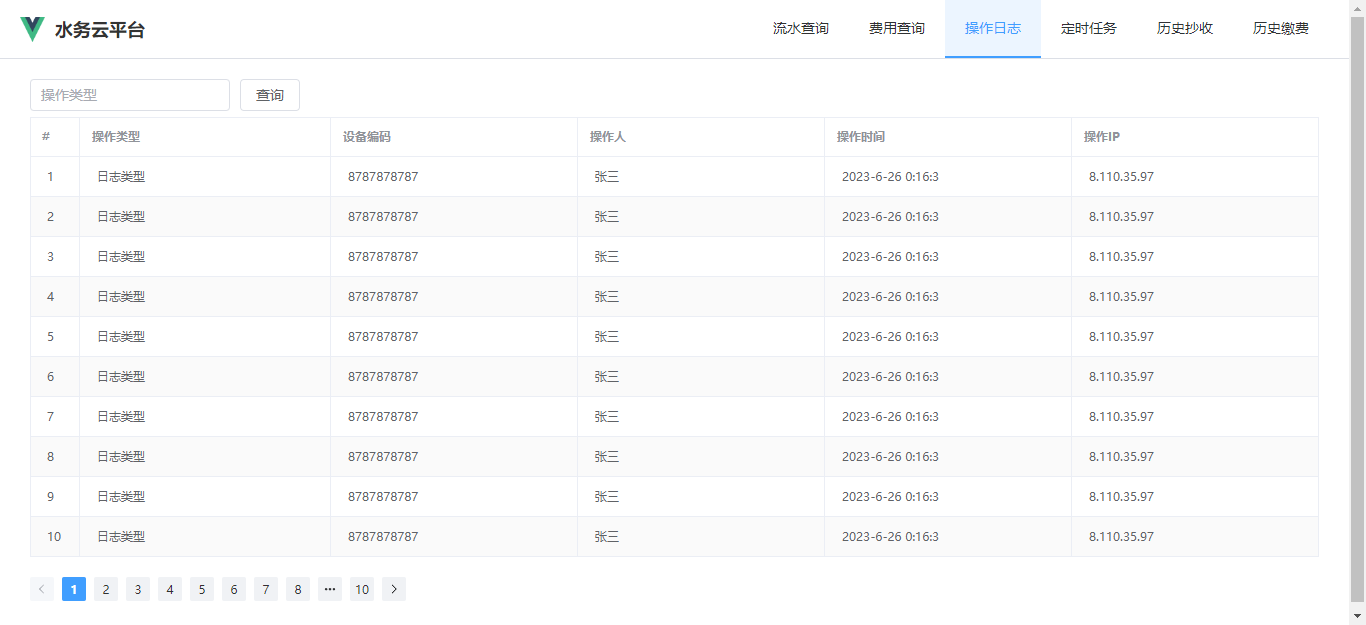 水务云平台 流水查询 费用查询 操作日志 定时任务 历史抄收 历史缴费
操作类型 查询
# 操作类型 设备编码 操作人 操作时间 操作IP
1 日志类型 8787878787 张三 2023-6-26 0:16:3 8.110.35.97
2 日志类型 8787878787 张三 2023-6-26 0:16:3 8.110.35.97
3 日志类型 8787878787 张三 2023-6-26 0:16:3 8.110.35.97
4 日志类型 8787878787 张三 2023-6-26 0:16:3 8.110.35.97
5 日志类型 8787878787 张三 2023-6-26 0:16:3 8.110.35.97
6 日志类型 8787878787 张三 2023-6-26 0:16:3 8.110.35.97
7 日志类型 8787878787 张三 2023-6-26 0:16:3 8.110.35.97
8 日志类型 8787878787 张三 2023-6-26 0:16:3 8.110.35.97
9 日志类型 8787878787 张三 2023-6-26 0:16:3 8.110.35.97
10 日志类型 8787878787 张三 2023-6-26 0:16:3 8.110.35.97
< 1 2 3 4 5 6 7 8 ··· 10 >